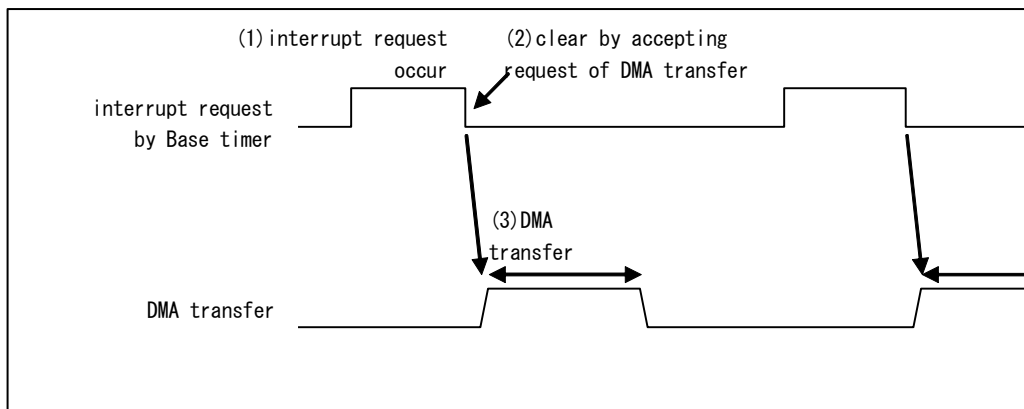 (1)interrupt request
occur
(2)clear by accepting
request of DMA transfer
interrupt request
by Base timer
(3)DMA
transfer
DMA transfer